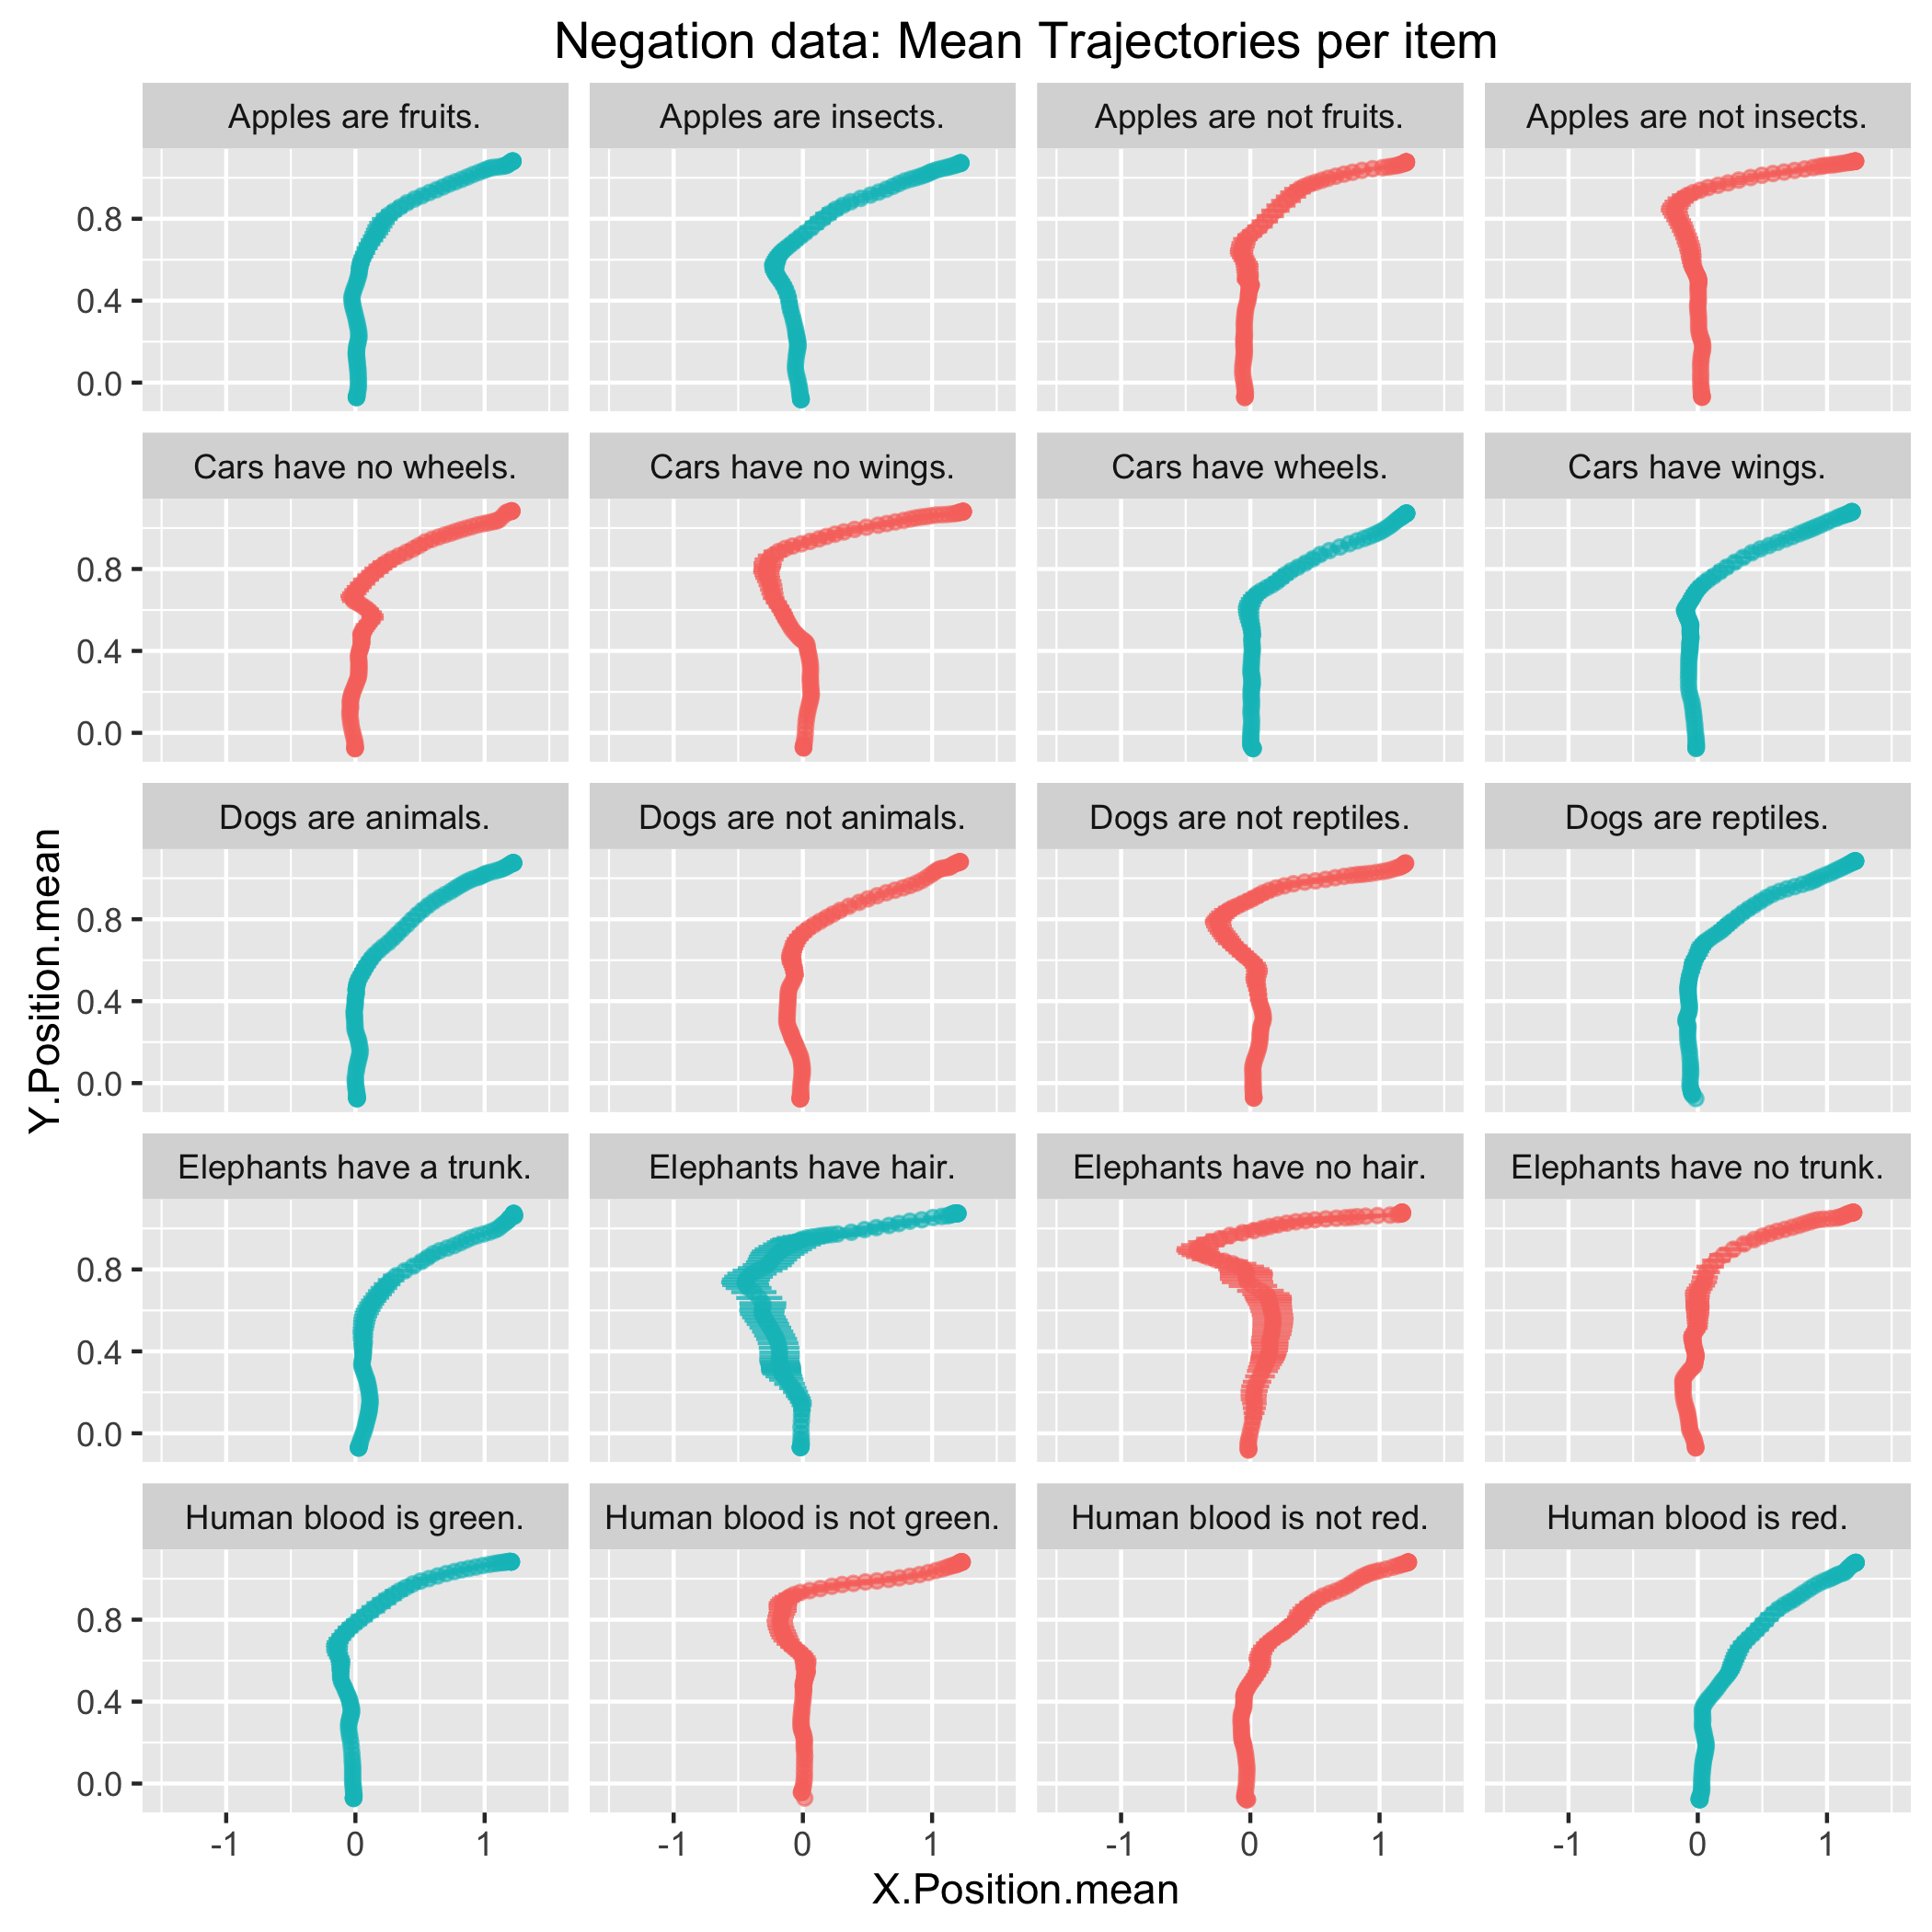 Negation data: Mean Trajectories per item
Apples are fruits.
Apples are insects.
Apples are not fruits.
Apples are not insects.
0.8
0.4
0.0
Cars have no wheels.
Cars have no wings.
Cars have wheels.
Cars have wings.
0.8
0.4
0.0
Dogs are animals.
Dogs are not animals.
Dogs are not reptiles.
Dogs are reptiles.
0.8
0.4
0.0
Y.Position.mean
Elephants have a trunk.
Elephants have hair.
Elephants have no hair.
Elephants have no trunk.
0.8
0.4
0.0
Human blood is green.
Human blood is not green.
Human blood is not red.
Human blood is red.
0.8
0.4
0.0
-1 0 1 -1 0 1 -1 0 1 -1 0 1
X.Position.mean